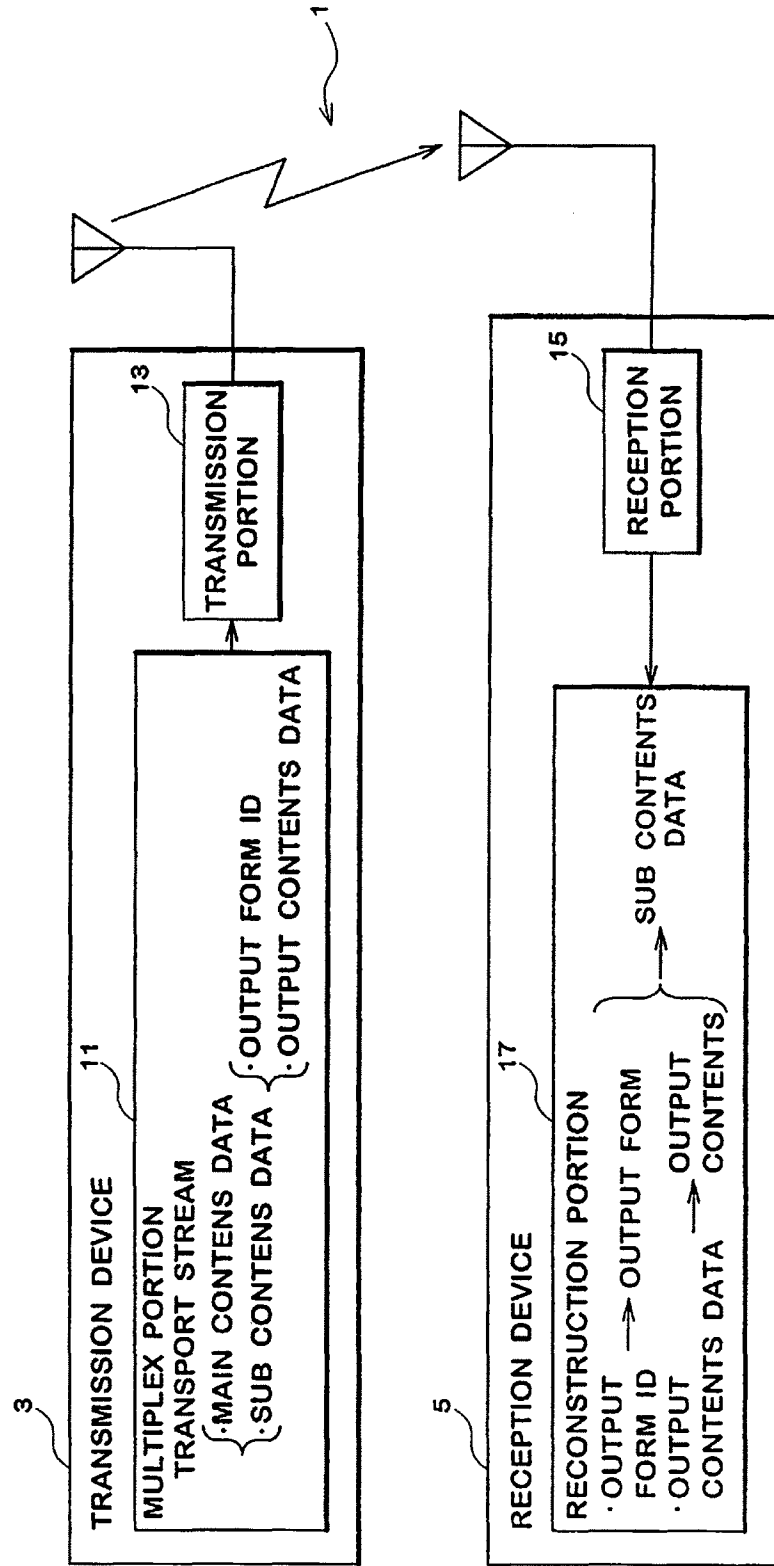 1
3
TRANSMISSION DEVICE
11
MULTIPLEX PORTION
TRANSPORT STREAM
·MAIN CONTENS DATA
·SUB CONTENS DATA
·OUTPUT FORM ID
·OUTPUT CONTENTS DATA
13
TRANSMISSION
PORTION
5
RECEPTION DEVICE
17
RECONSTRUCTION PORTION
·OUTPUT
FORM ID
OUTPUT FORM
·OUTPUT
CONTENTS DATA
OUTPUT
CONTENTS
SUB CONTENTS
DATA
15
RECEPTION
PORTION